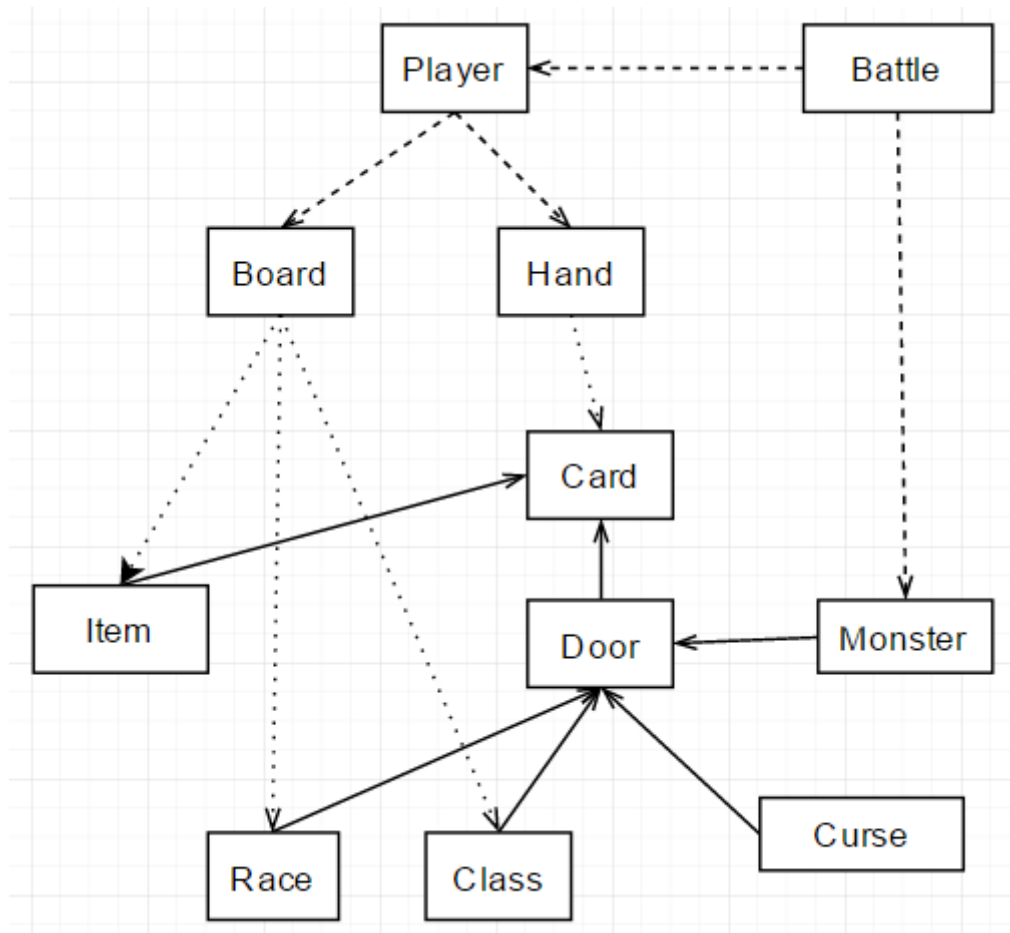 Player
Battle
Board
Hand
Card
Item
Door
Monster
Race
Class
Curse